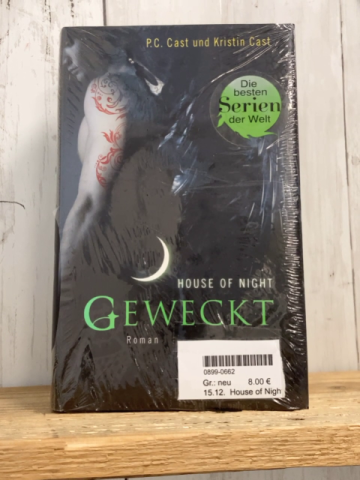 P.C. Cast und Kristin Cast
Die
besten
Serien
der Welt
HOUSE OF NIGHT
GEWECKT
Roman
0899-0662
Gr.: neu 8.00 €
15.12. House of Nigh